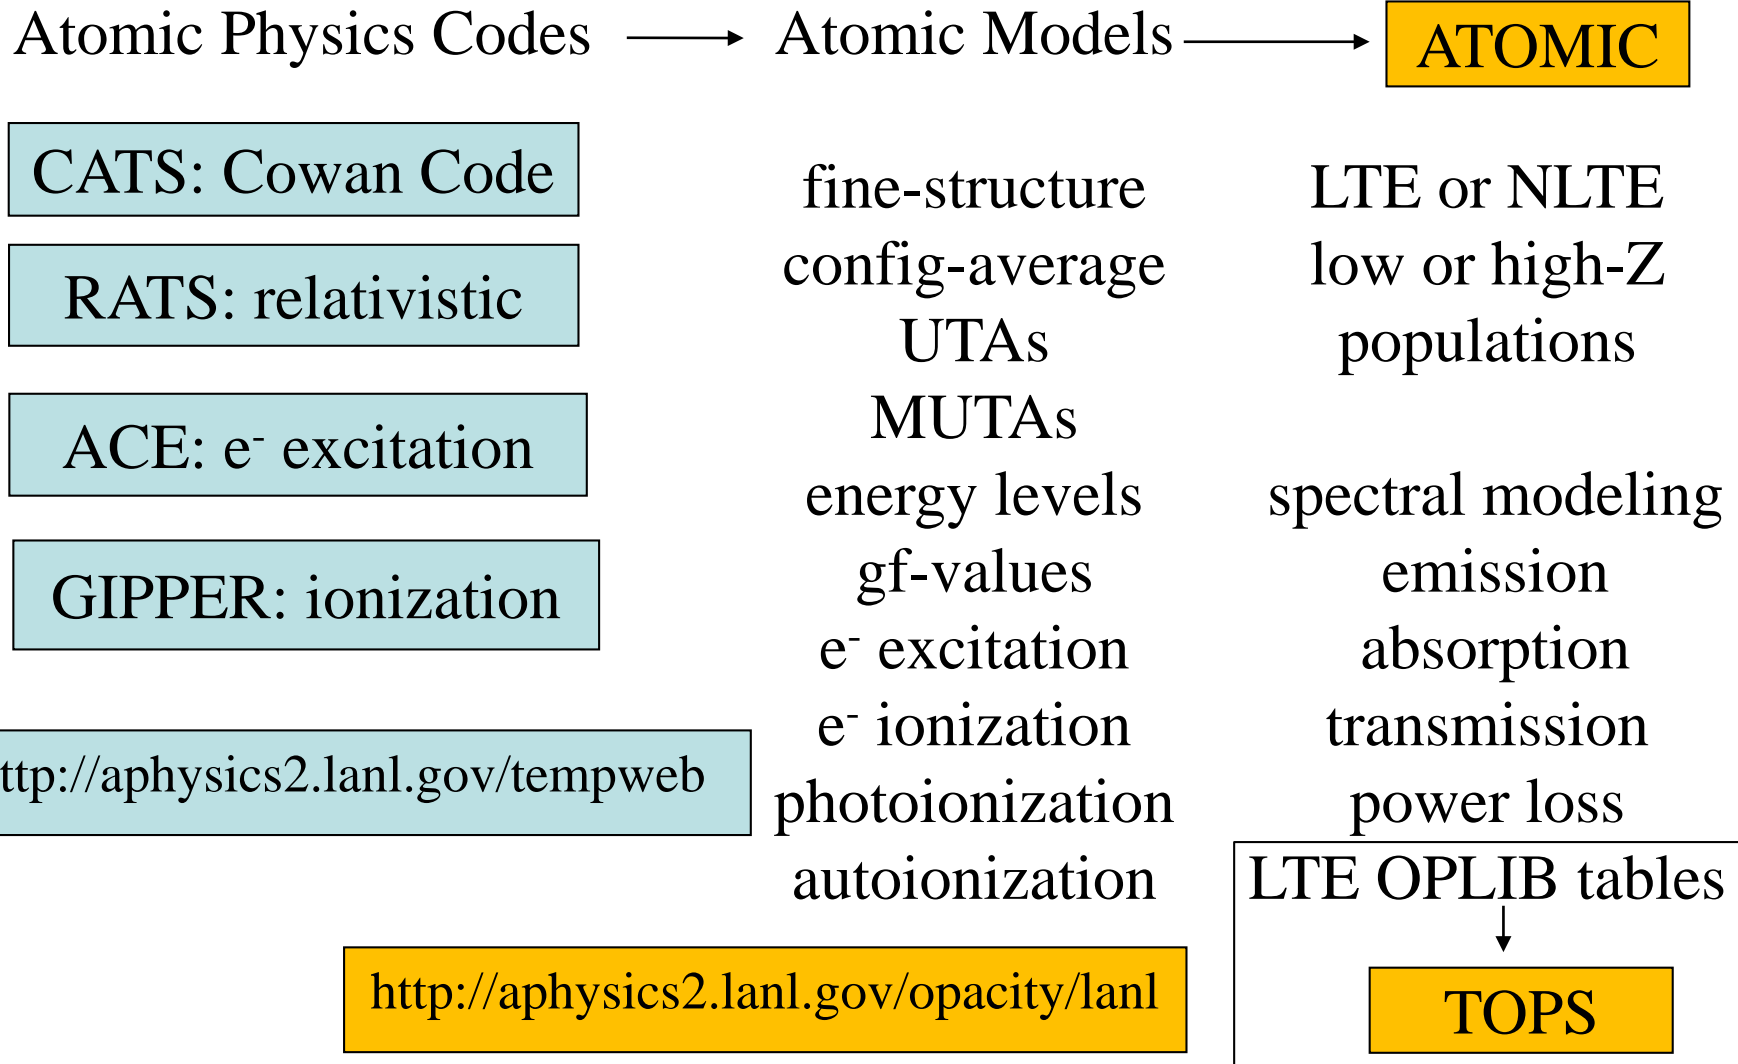 Atomic Physics Codes
Atomic Models
ATOMIC
CATS: Cowan Code
RATS: relativistic
ACE: e- excitation
GIPPER: ionization
ttp://aphysics2.lanl.gov/tempweb
fine-structure
config-average
UTAs
MUTAs
energy levels
gf-values
e- excitation
e- ionization
photoionization
autoionization
LTE or NLTE
low or high-Z
populations
spectral modeling
emission
absorption
transmission
power loss
LTE OPLIB tables
TOPS
http://aphysics2.lanl.gov/opacity/lanl